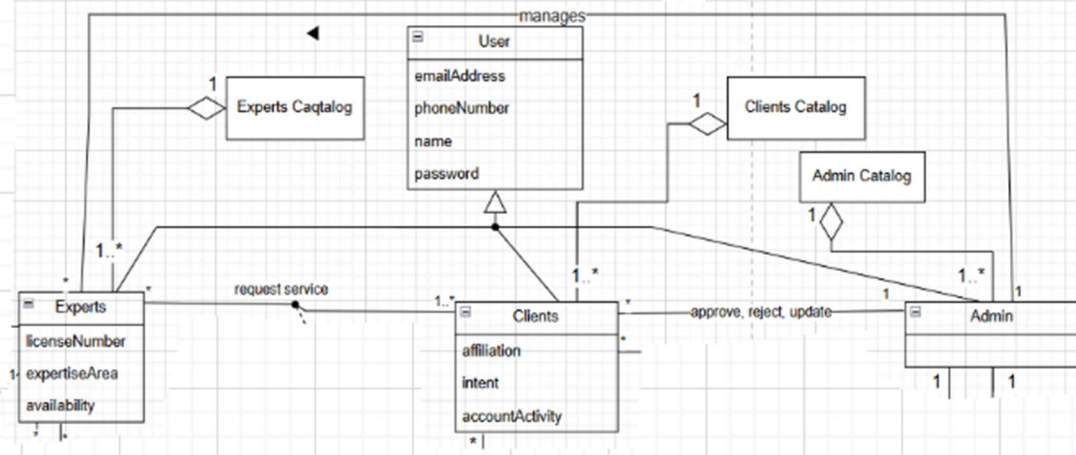 manages
User
emailAddress
phoneNumber
name
password
1
Experts Caqtalog
1
Clients Catalog
Admin Catalog
1
1..*
1..*
1..*
*
*
request service
1..*
*
approve, reject, update
1
1
Experts
licenseNumber
expertiseArea
availability
1
*
*
Clients
affiliation
intent
accountActivity
*
*
Admin
1
1